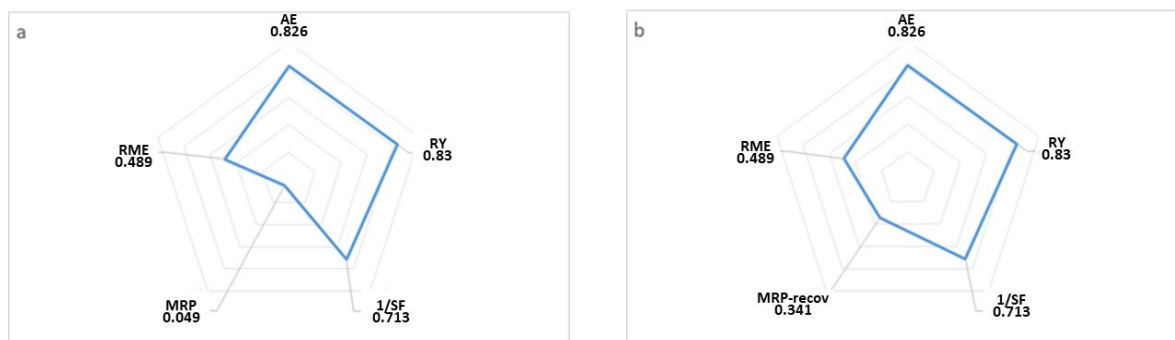 a
AE
0.826
RY
0.83
1/SF
0.713
MRP
0.049
RME
0.489
b
AE
0.826
RY
0.83
1/SF
0.713
MRP-recov
0.341
RME
0.489